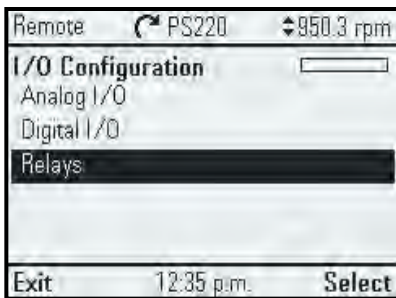 Remote PS220 950.3 rpm
I/O Configuration
Analog I/O
Digital I/O
Relays
Exit 12:35 p.m. Select